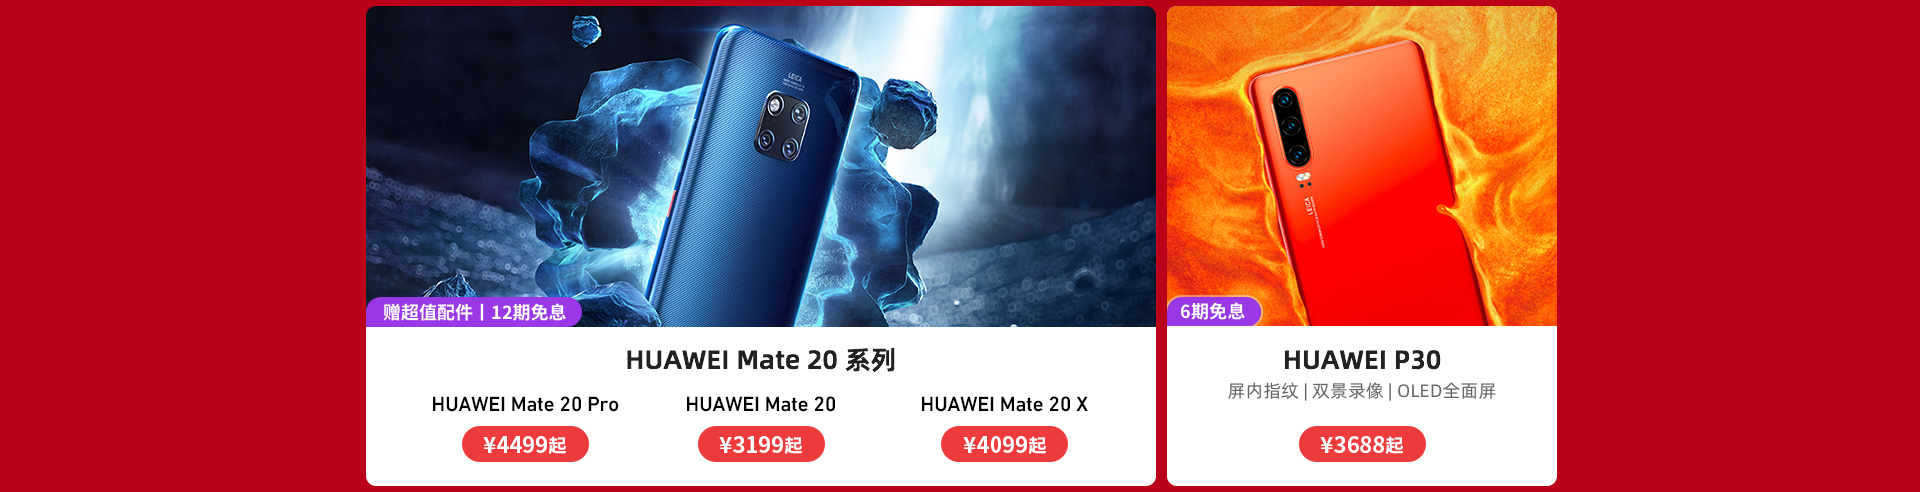 LEICA
赠超值配件 | 12期免息
HUAWEI Mate 20 系列
HUAWEI Mate 20 Pro
¥4499起
HUAWEI Mate 20
¥3199起
HUAWEI Mate 20 X
¥4099起
LEICA
6期免息
HUAWEI P30
屏内指纹 | 双景录像 | OLED全面屏
¥3688起